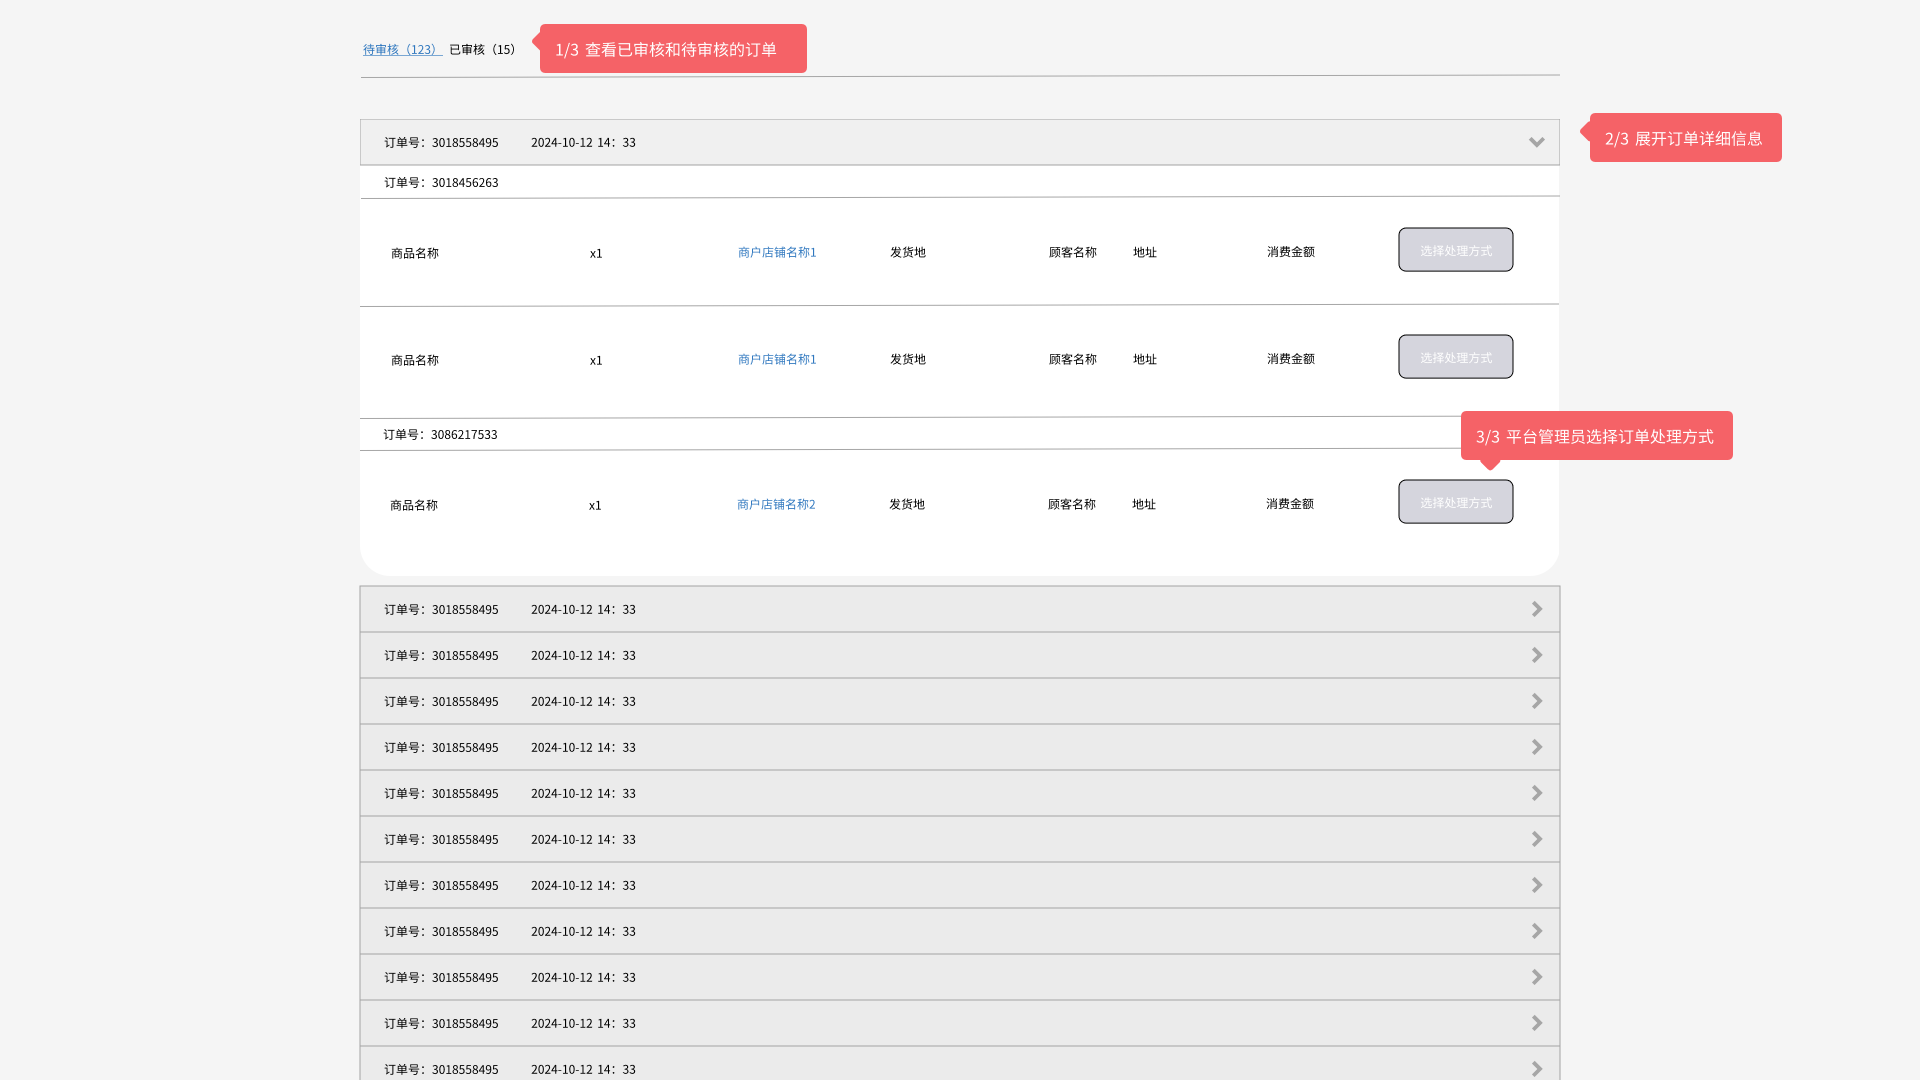 待审核（123） 已审核（15）
1/3 查看已审核和待审核的订单
订单号：3018558495 2024-10-12 14：33
2/3 展开订单详细信息
订单号：3018456263
商品名称 x1 商户店铺名称1 发货地 顾客名称 地址 消费金额 选择处理方式
商品名称 x1 商户店铺名称1 发货地 顾客名称 地址 消费金额 选择处理方式
订单号：3086217533
3/3 平台管理员选择订单处理方式
商品名称 x1 商户店铺名称2 发货地 顾客名称 地址 消费金额 选择处理方式
订单号：3018558495 2024-10-12 14：33
订单号：3018558495 2024-10-12 14：33
订单号：3018558495 2024-10-12 14：33
订单号：3018558495 2024-10-12 14：33
订单号：3018558495 2024-10-12 14：33
订单号：3018558495 2024-10-12 14：33
订单号：3018558495 2024-10-12 14：33
订单号：3018558495 2024-10-12 14：33
订单号：3018558495 2024-10-12 14：33
订单号：3018558495 2024-10-12 14：33
订单号：3018558495 2024-10-12 14：33